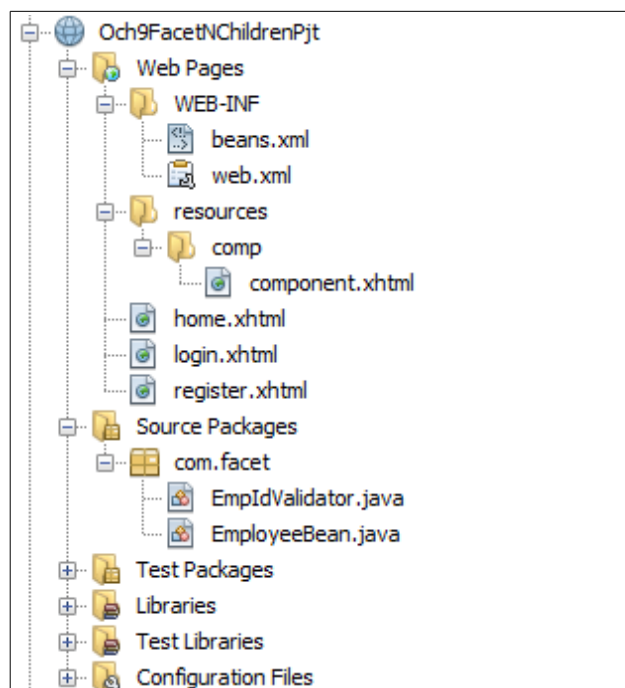 Och9FacetNChildrenPjt
Web Pages
WEB-INF
beans.xml
web.xml
resources
comp
component.xhtml
home.xhtml
login.xhtml
register.xhtml
Source Packages
com.facet
EmpIdValidator.java
EmployeeBean.java
Test Packages
Libraries
Test Libraries
Configuration Files